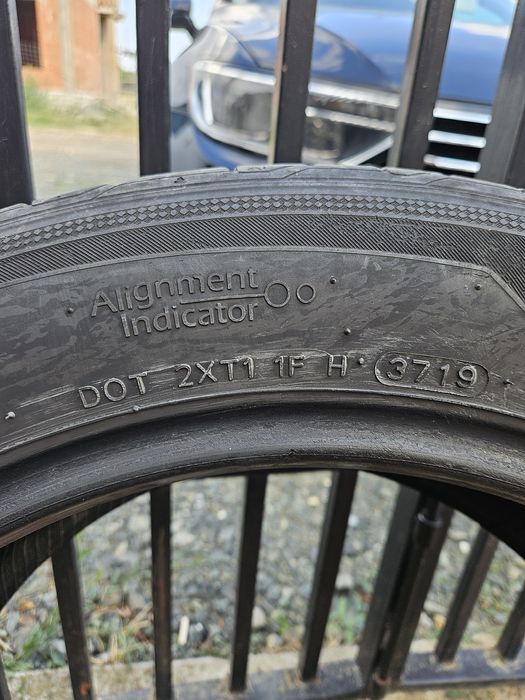 Alignment
Indicator
DOT 2XT1 1F H 3719